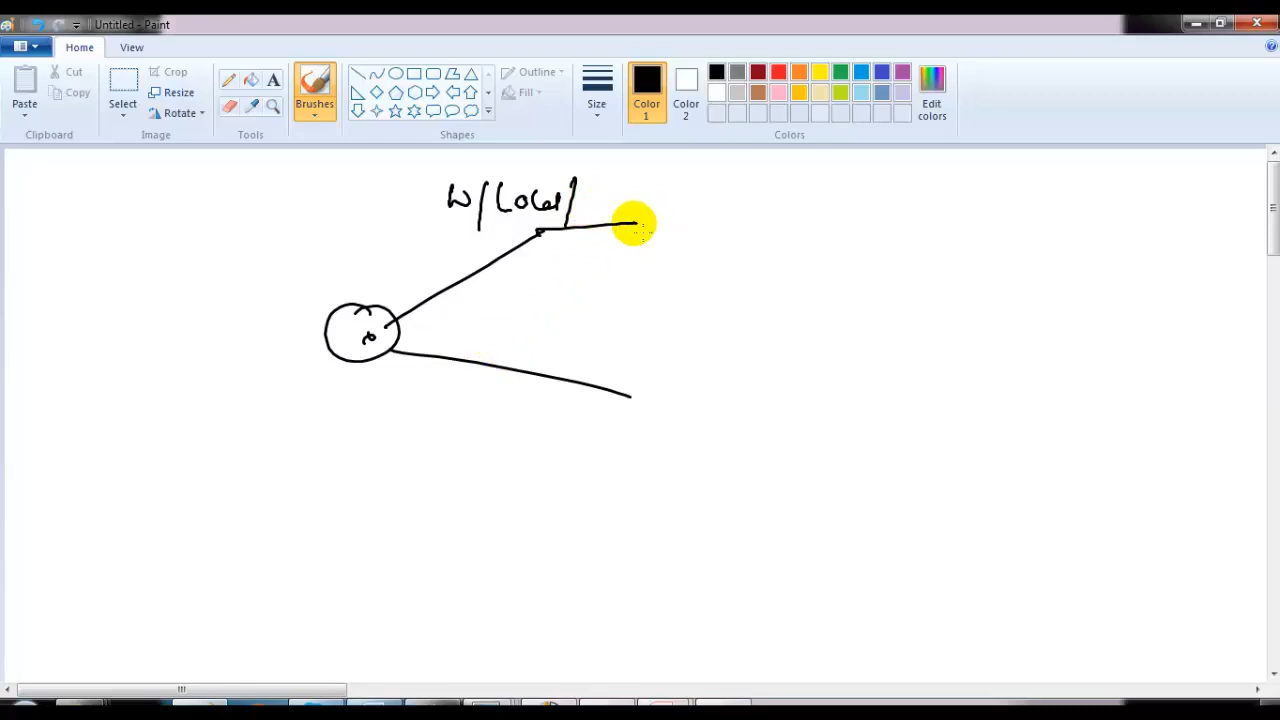 Untitled - Paint
Home View
Cut
Copy
Paste
Crop
Resize
Rotate
Select
Brushes
Outline
Fill
Size
Color 1
Color 2
Edit colors
Clipboard Image Tools Shapes Colors
W/Local/